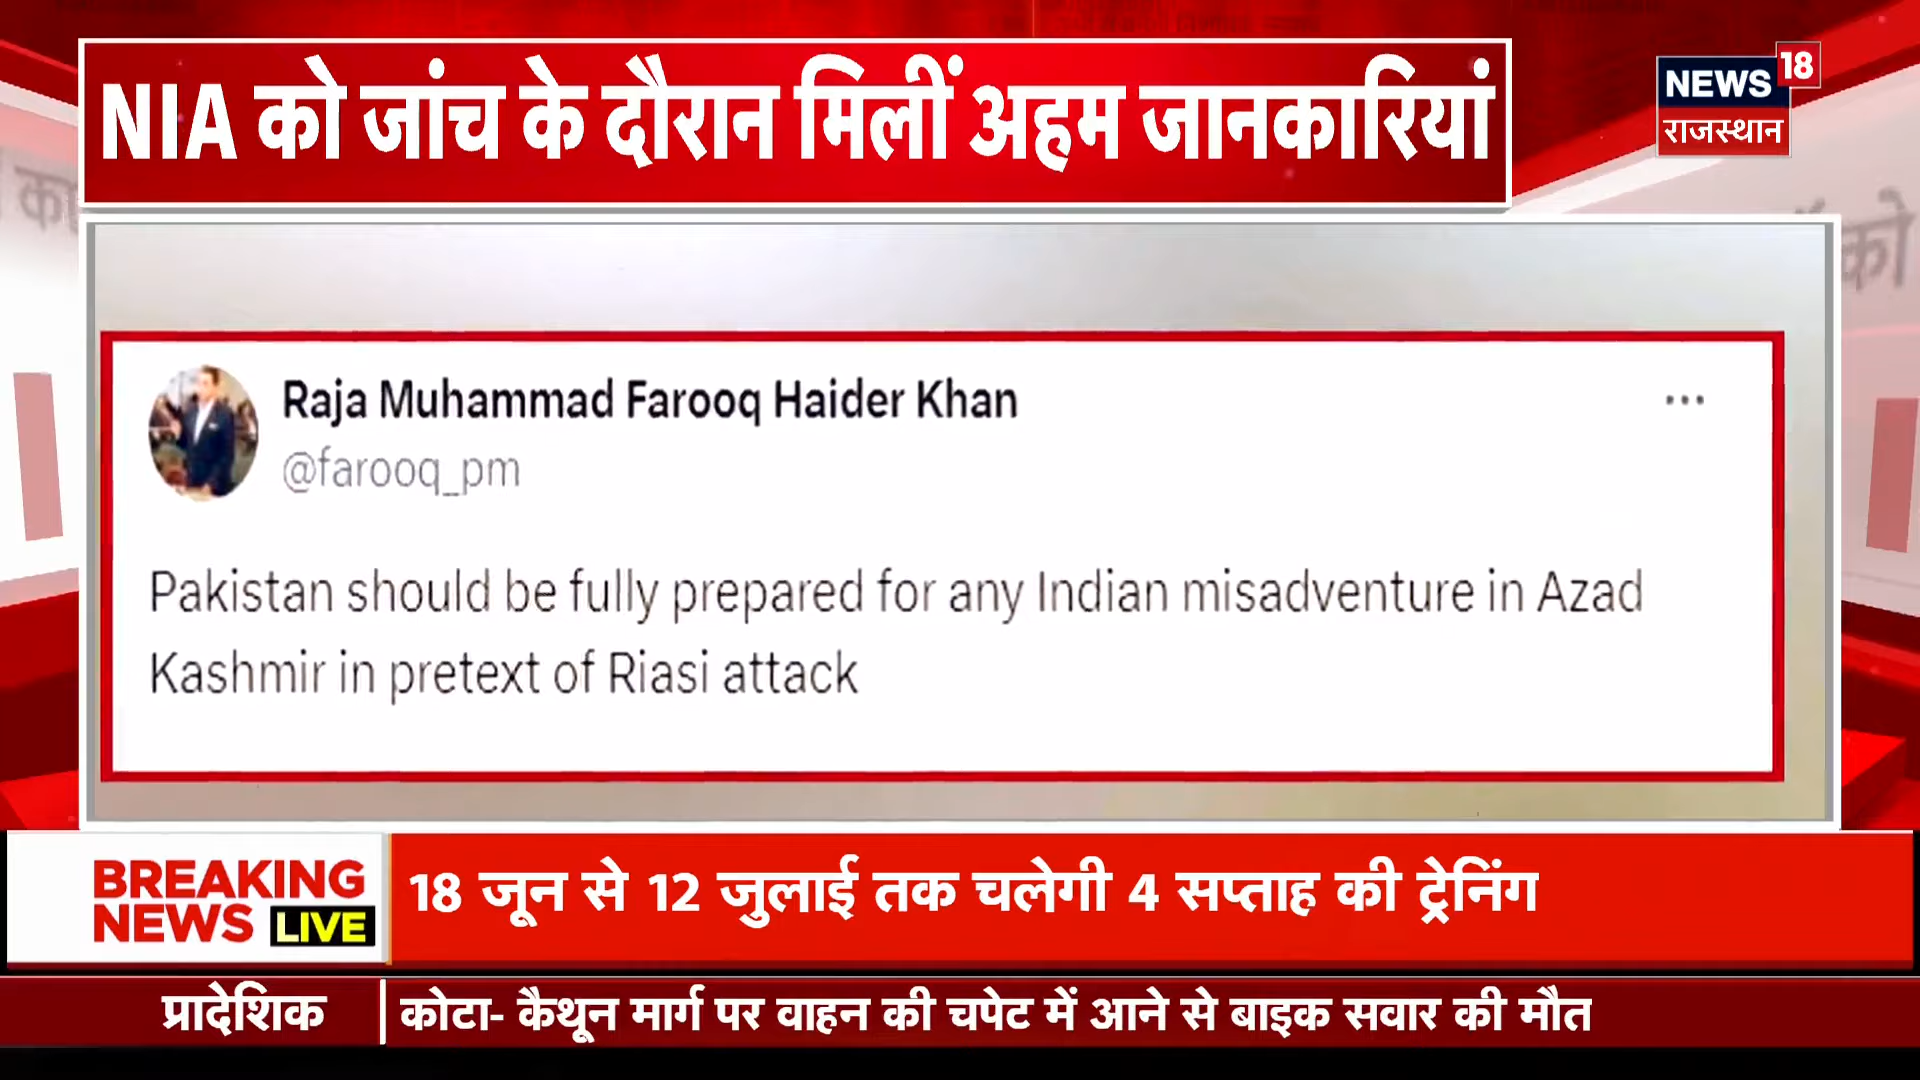 NIA को जांच के दौरान मिलीं अहम जानकारियां
NEWS 18
राजस्थान
Raja Muhammad Farooq Haider Khan
@farooq_pm
Pakistan should be fully prepared for any Indian misadventure in Azad
Kashmir in pretext of Riasi attack
BREAKING
NEWS LIVE
18 जून से 12 जुलाई तक चलेगी 4 सप्ताह की ट्रेनिंग
प्रादेशिक
कोटा- कैथून मार्ग पर वाहन की चपेट में आने से बाइक सवार की मौत